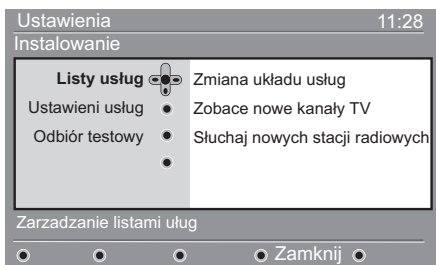 Ustawienia 11:28
Instalowanie
Listy usług Zmiana układu usług
Ustawieni usług Zobace nowe kanały TV
Odbiór testowy Słuchaj nowych stacji radiowych
Zarzadzanie listami uług
Zamknij